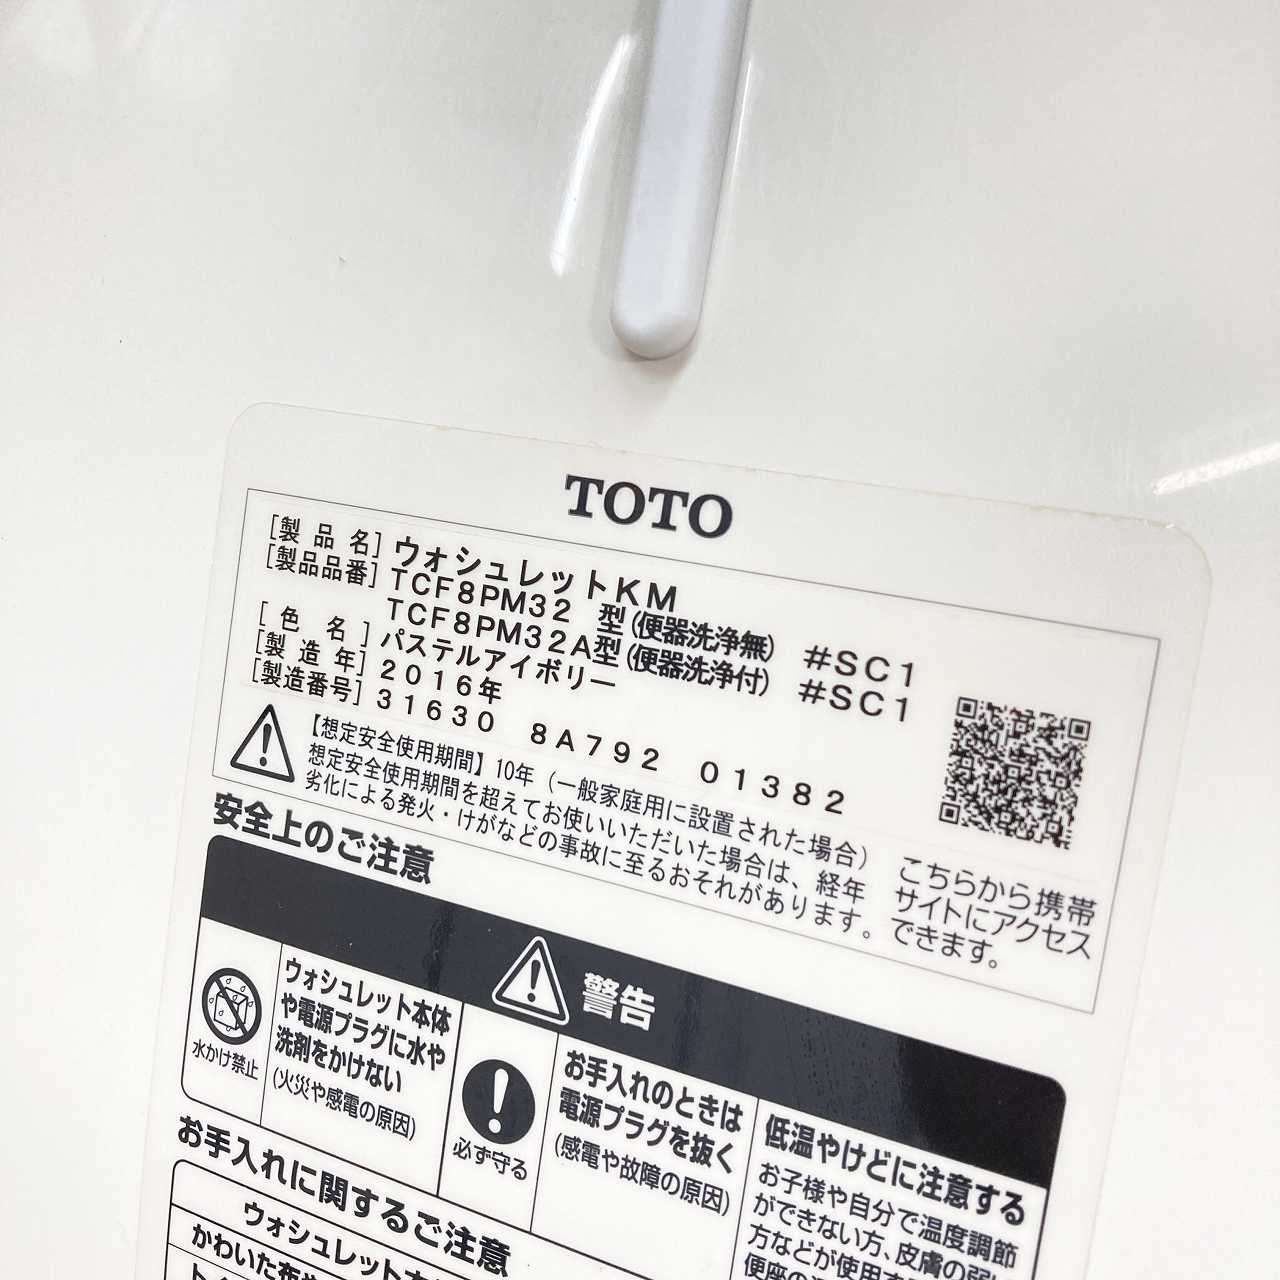 TOTO
[製品名] ウォシュレットKM
[製品品番] TCF8PM32 型(便器洗浄無) #SC1
TCF8PM32A型(便器洗浄付) #SC1
[色名] パステルアイボリー
[製造年] 2016年
[製造番号] 31630 8A792 01382
【想定安全使用期間】10年(一般家庭用に設置された場合)
想定安全使用期間を超えてお使いいただいた場合は、経年
劣化による発火・けがなどの事故に至るおそれがあります。
こちらから携帯
サイトにアクセス
できます。
安全上のご注意
警告
水かけ禁止
ウォシュレット本体
や電源プラグに水や
洗剤をかけない
(火災や感電の原因)
必ず守る
お手入れのときは
電源プラグを抜く
(感電や故障の原因)
低温やけどに注意する
お子様や自分で温度調節
ができない方、皮膚の弱い
方などが使用す
便座の
お手入れに関するご注意
ウォシュレット
かわいた布や